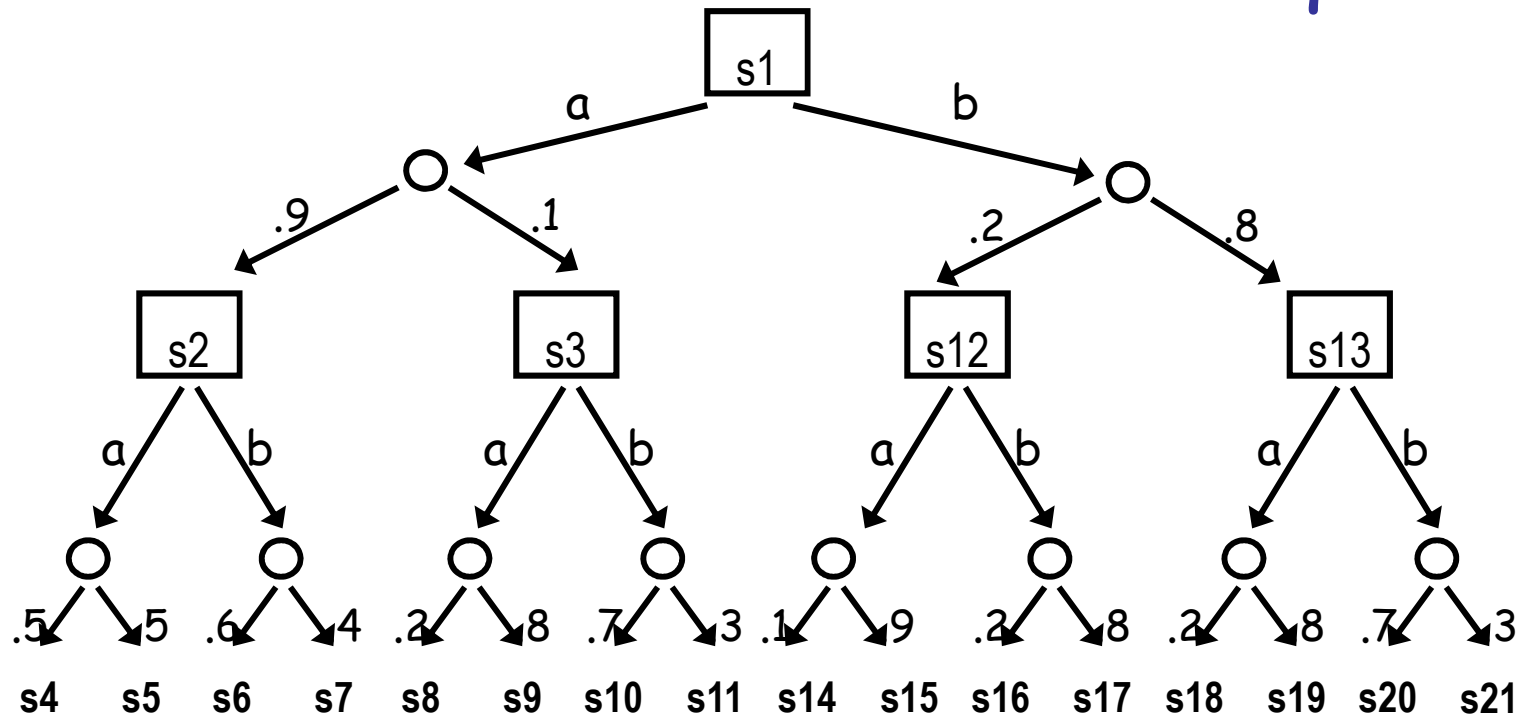 s1
a b
.9 .1 .2 .8
s2 s3 s12 s13
a b a b a b a b
.5 .5 .6 .4 .2 .8 .7 .3 .1 .9 .2 .8 .2 .8 .7 .3
s4 s5 s6 s7 s8 s9 s10 s11 s14 s15 s16 s17 s18 s19 s20 s21